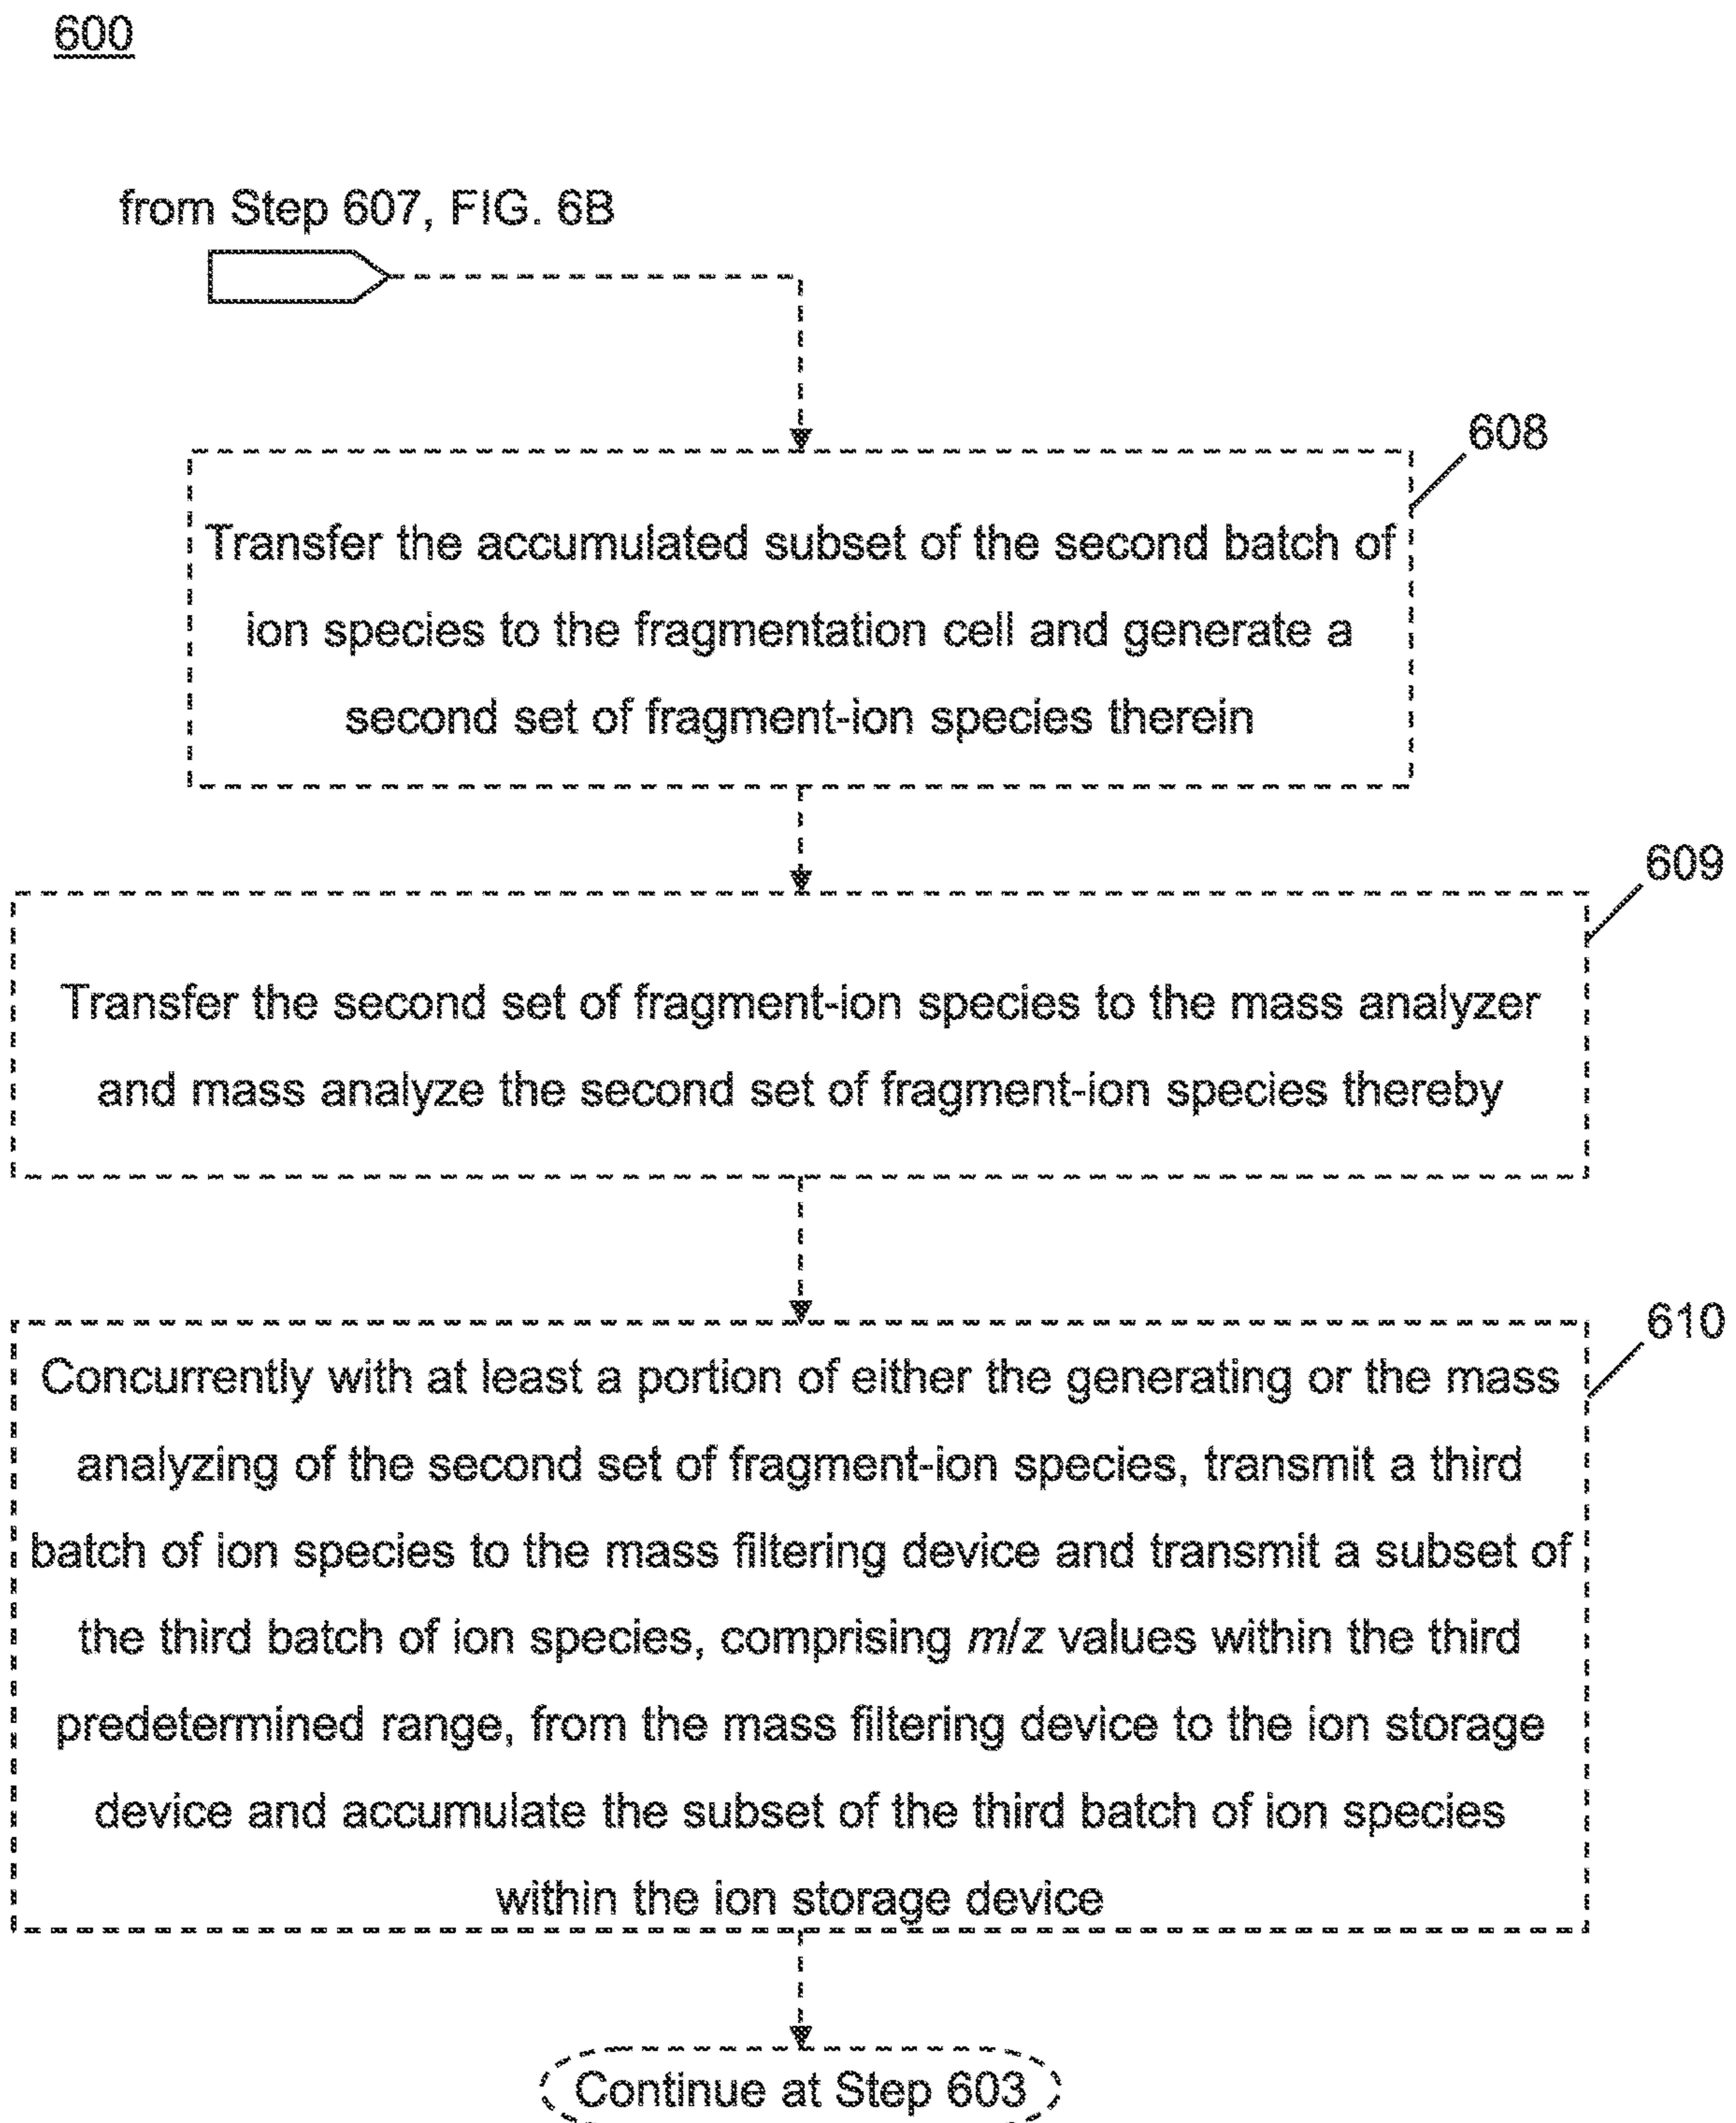 600
from Step 607, FIG. 6B
608
Transfer the accumulated subset of the second batch of
ion species to the fragmentation cell and generate a
second set of fragment-ion species therein
609
Transfer the second set of fragment-ion species to the mass analyzer
and mass analyze the second set of fragment-ion species thereby
610
Concurrently with at least a portion of either the generating or the mass
analyzing of the second set of fragment-ion species, transmit a third
batch of ion species to the mass filtering device and transmit a subset of
the third batch of ion species, comprising m/z values within the third
predetermined range, from the mass filtering device to the ion storage
device and accumulate the subset of the third batch of ion species
within the ion storage device
Continue at Step 603